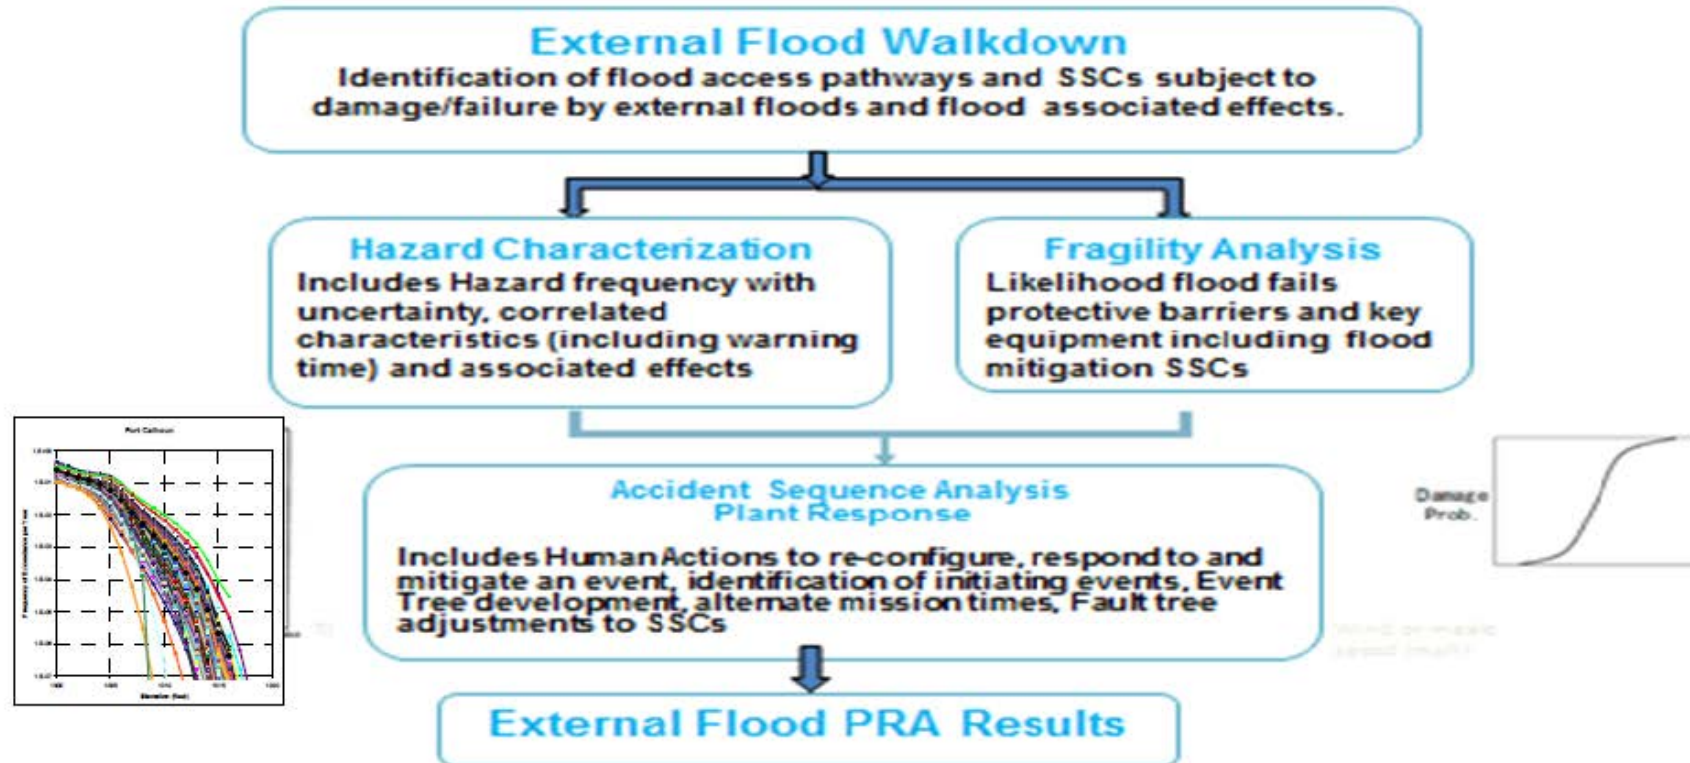 External Flood Walkdown
Identification of flood access pathways and SSCs subject to
damage/failure by external floods and flood associated effects.
Hazard Characterization
Includes Hazard frequency with
uncertainty, correlated
characteristics (including warning
time) and associated effects
Fragility Analysis
Likelihood flood fails
protective barriers and key
equipment including flood
mitigation SSCs
Fort Calhoun
Elevation (feet)
Accident Sequence Analysis
Plant Response
Includes Human Actions to re-configure, respond to and
mitigate an event, identification of initiating events, Event
Tree development, alternate mission times, Fault tree
adjustments to SSCs
Damage
Prob.
External Flood PRA Results